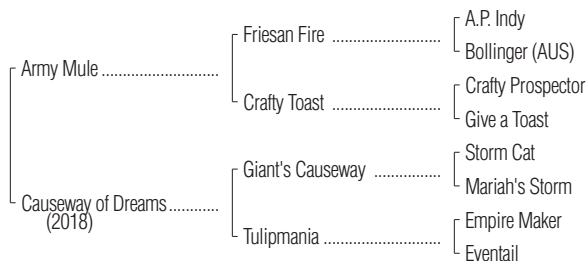 A.P. Indy
Friesan Fire ........................
Bollinger (AUS)
Army Mule ..........................
Crafty Prospector
Crafty Toast ........................
Give a Toast
Storm Cat
Giant's Causeway ................
Mariah's Storm
Causeway of Dreams...........
(2018)
Empire Maker
Tulipmania ...........................
Eventail